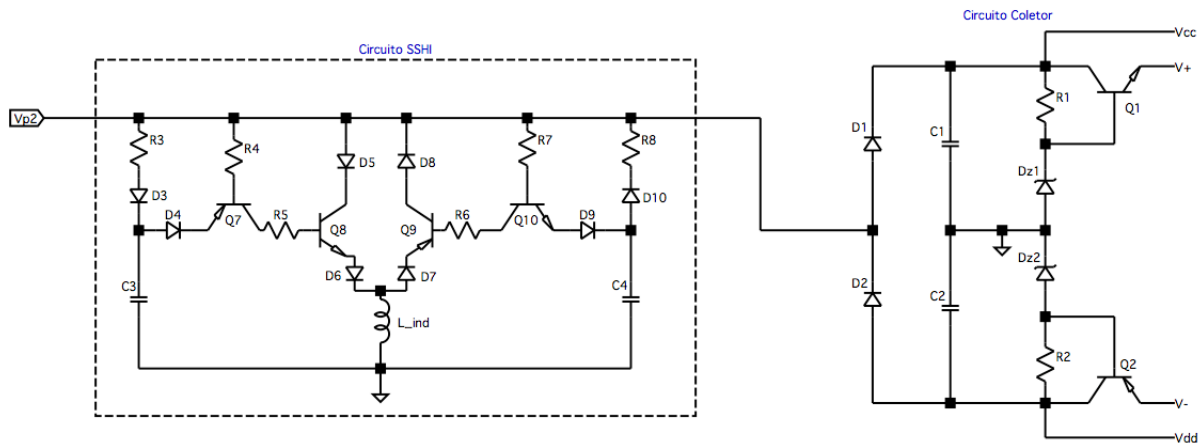 Circuito SSHI
Circuito Coletor
Vcc
V+
Vp2
R3
R4
D5
D8
R7
R8
D1
C1
R1
Q1
D3
D4
Q7
R5
Q8
Q9
R6
Q10
D9
D10
Dz1
Dz2
C3
D6
D7
C4
D2
C2
L_ind
R2
Q2
V-
Vdd